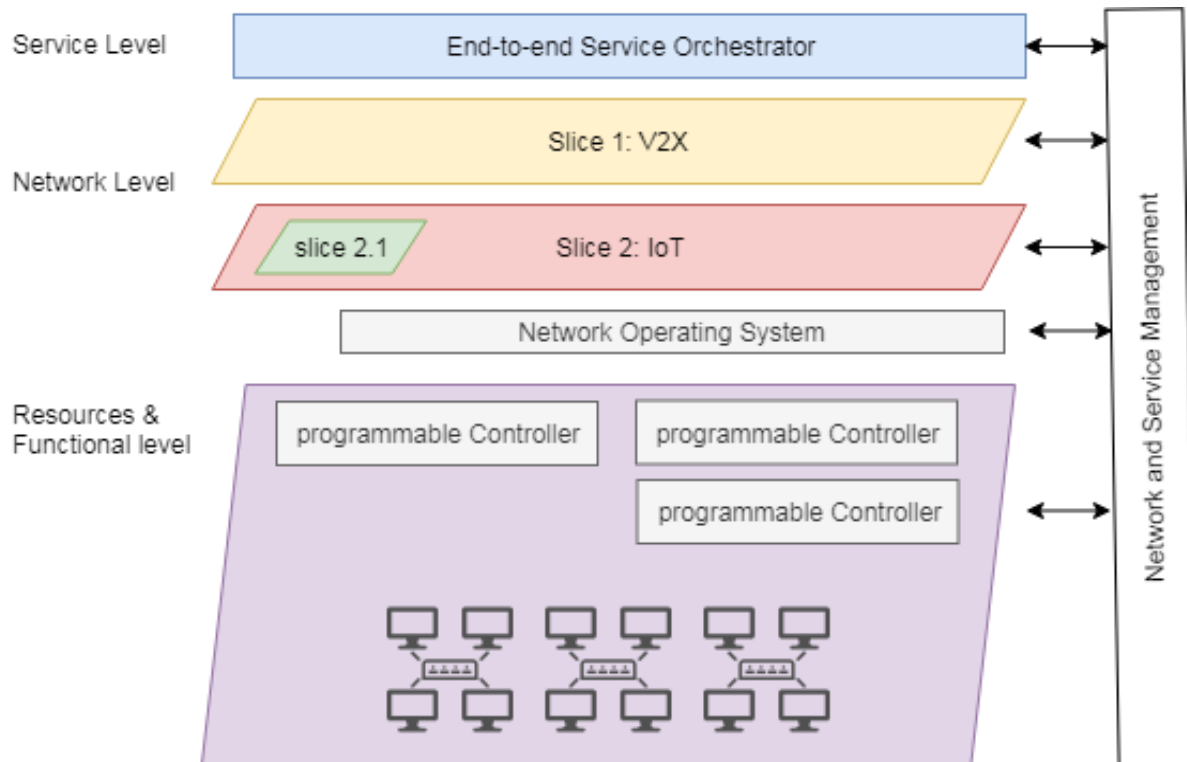 Service Level
End-to-end Service Orchestrator
Slice 1: V2X
Network Level
slice 2.1
Slice 2: IoT
Network Operating System
Resources &
Functional level
programmable Controller
programmable Controller
programmable Controller
Network and Service Management